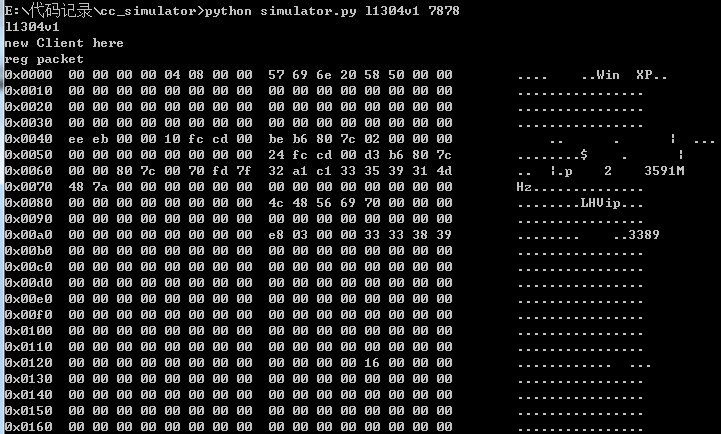 E:\代码记录\cc_simulator>python simulator.py l1304v1 7878
l1304v1
new Client here
reg packet
0x0000 00 00 00 00 04 08 00 00 57 69 6e 20 58 50 00 00 .... ..Win XP..
0x0010 00 00 00 00 00 00 00 00 00 00 00 00 00 00 00 00 ................
0x0020 00 00 00 00 00 00 00 00 00 00 00 00 00 00 00 00 ................
0x0030 00 00 00 00 00 00 00 00 00 00 00 00 00 00 00 00 ................
0x0040 ee eb 00 00 10 fc cd 00 be b6 80 7c 02 00 00 00 .. . ¦ ...
0x0050 00 00 00 00 00 00 00 00 24 fc cd 00 d3 b6 80 7c ........$ . ¦
0x0060 00 00 80 7c 00 70 fd 7f 32 a1 c1 33 35 39 31 4d .. ¦.p 2 3591M
0x0070 48 7a 00 00 00 00 00 00 00 00 00 00 00 00 00 00 Hz..............
0x0080 00 00 00 00 00 00 00 00 4c 48 56 69 70 00 00 00 ........LHVip...
0x0090 00 00 00 00 00 00 00 00 00 00 00 00 00 00 00 00 ................
0x00a0 00 00 00 00 00 00 00 00 e8 03 00 00 33 33 38 39 ........ ..3389
0x00b0 00 00 00 00 00 00 00 00 00 00 00 00 00 00 00 00 ................
0x00c0 00 00 00 00 00 00 00 00 00 00 00 00 00 00 00 00 ................
0x00d0 00 00 00 00 00 00 00 00 00 00 00 00 00 00 00 00 ................
0x00e0 00 00 00 00 00 00 00 00 00 00 00 00 00 00 00 00 ................
0x00f0 00 00 00 00 00 00 00 00 00 00 00 00 00 00 00 00 ................
0x0100 00 00 00 00 00 00 00 00 00 00 00 00 00 00 00 00 ................
0x0110 00 00 00 00 00 00 00 00 00 00 00 00 00 00 00 00 ................
0x0120 00 00 00 00 00 00 00 00 00 00 00 00 16 00 00 00 ............ ...
0x0130 00 00 00 00 00 00 00 00 00 00 00 00 00 00 00 00 ................
0x0140 00 00 00 00 00 00 00 00 00 00 00 00 00 00 00 00 ................
0x0150 00 00 00 00 00 00 00 00 00 00 00 00 00 00 00 00 ................
0x0160 00 00 00 00 00 00 00 00 00 00 00 00 00 00 00 00 ................